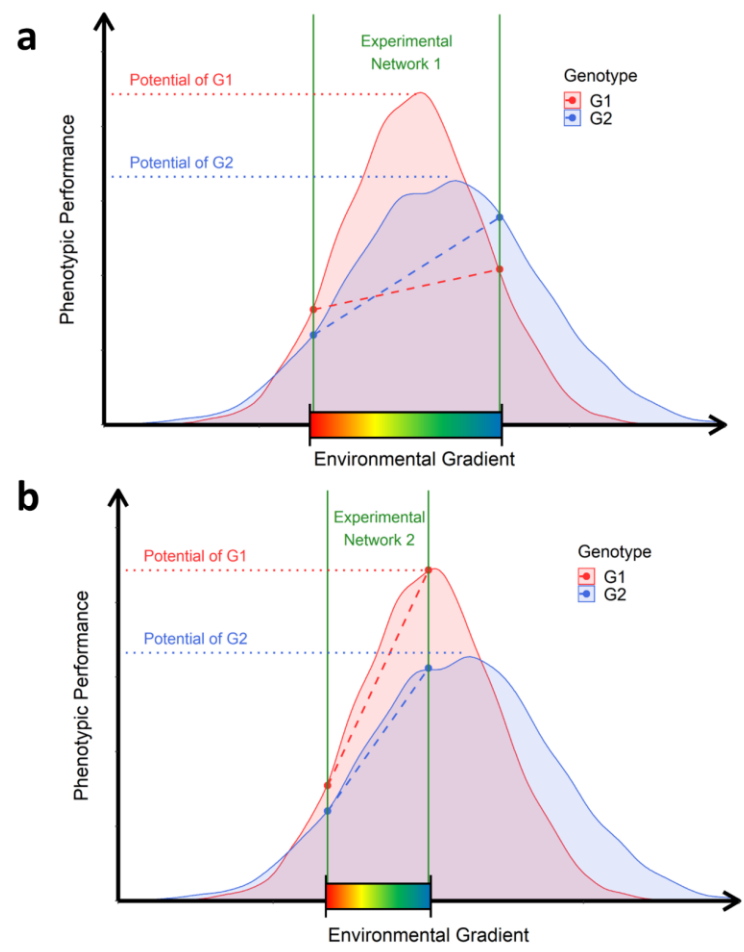 a
Experimental
Network 1
Potential of G1
Genotype
G1
G2
Potential of G2
Phenotypic Performance
Environmental Gradient
b
Experimental
Network 2
Potential of G1
Genotype
G1
G2
Potential of G2
Phenotypic Performance
Environmental Gradient